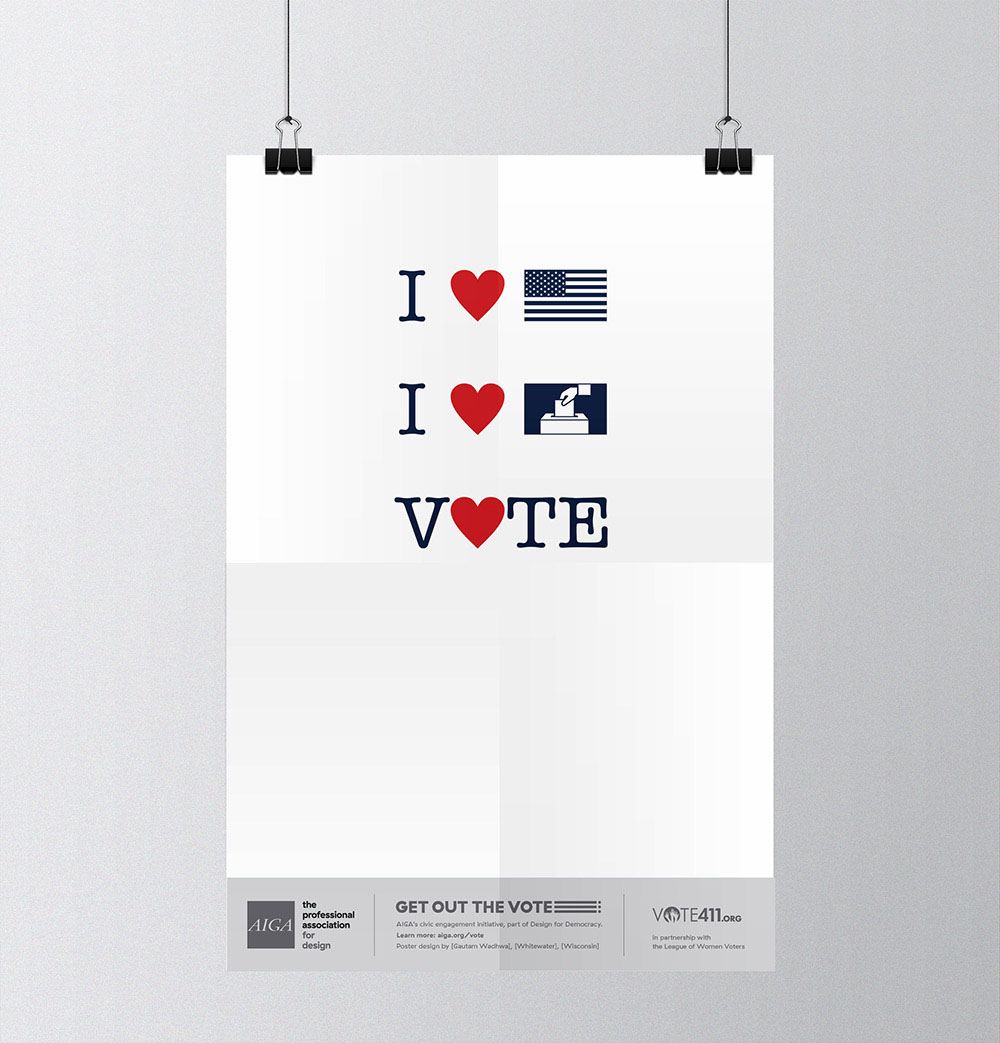 I
I
V TE
AIGA
the
professional
association
for
design
GET OUT THE VOTE
AIGA's civic engagement initiative, part of Design for Democracy.
Learn more: aiga.org/vote
Poster design by [Gautam Wadhwa], [Whitewater], [Wisconsin]
VOTE411.ORG
In partnership with
the League of Women Voters